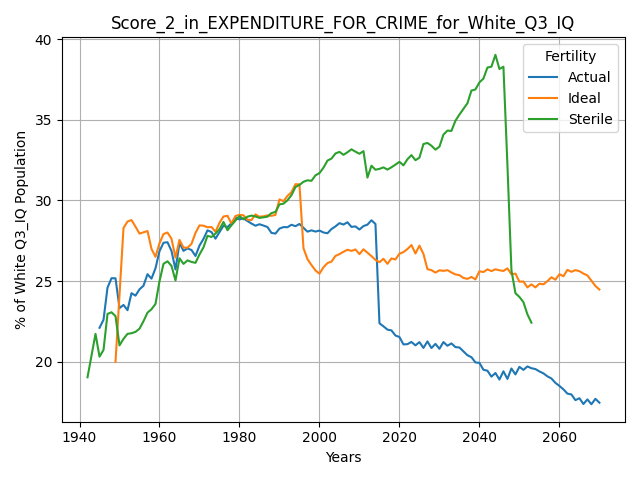 Score_2_in_EXPENDITURE_FOR_CRIME_for_White_Q3_IQ
% of White Q3_IQ Population
40
35
30
25
20
Fertility
Actual
Ideal
Sterile
1940 1960 1980 2000 2020 2040 2060
Years